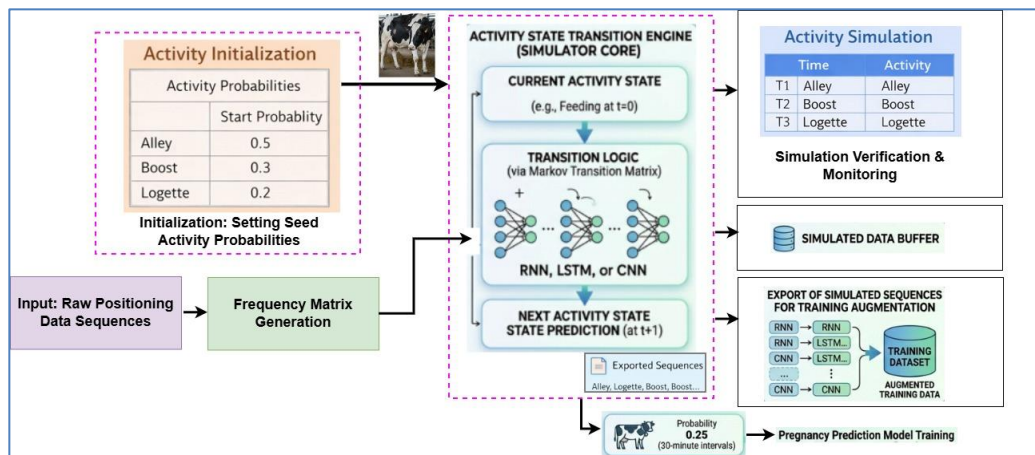 Activity Initialization
Activity Probabilities
Start Probablity
Alley 0.5
Boost 0.3
Logette 0.2
Initialization: Setting Seed
Activity Probabilities
Input: Raw Positioning
Data Sequences
Frequency Matrix
Generation
ACTIVITY STATE TRANSITION ENGINE
(SIMULATOR CORE)
CURRENT ACTIVITY STATE
(e.g., Feeding at t=0)
TRANSITION LOGIC
(via Markov Transition Matrix)
+
... ...
RNN, LSTM, or CNN
NEXT ACTIVITY STATE
STATE PREDICTION (at t+1)
Exported Sequences
Alley, Logette, Boost, Boost...
Activity Simulation
Time Activity
T1 Alley Alley
T2 Boost Boost
T3 Logette Logette
Simulation Verification &
Monitoring
SIMULATED DATA BUFFER
EXPORT OF SIMULATED SEQUENCES
FOR TRAINING AUGMENTATION
RNN RNN
RNN LSTM...
CNN LSTM...
... ⋮
CNN CNN
TRAINING
DATASET
AUGMENTED
TRAINING DATA
Probability
0.25
(30-minute intervals)
Pregnancy Prediction Model Training